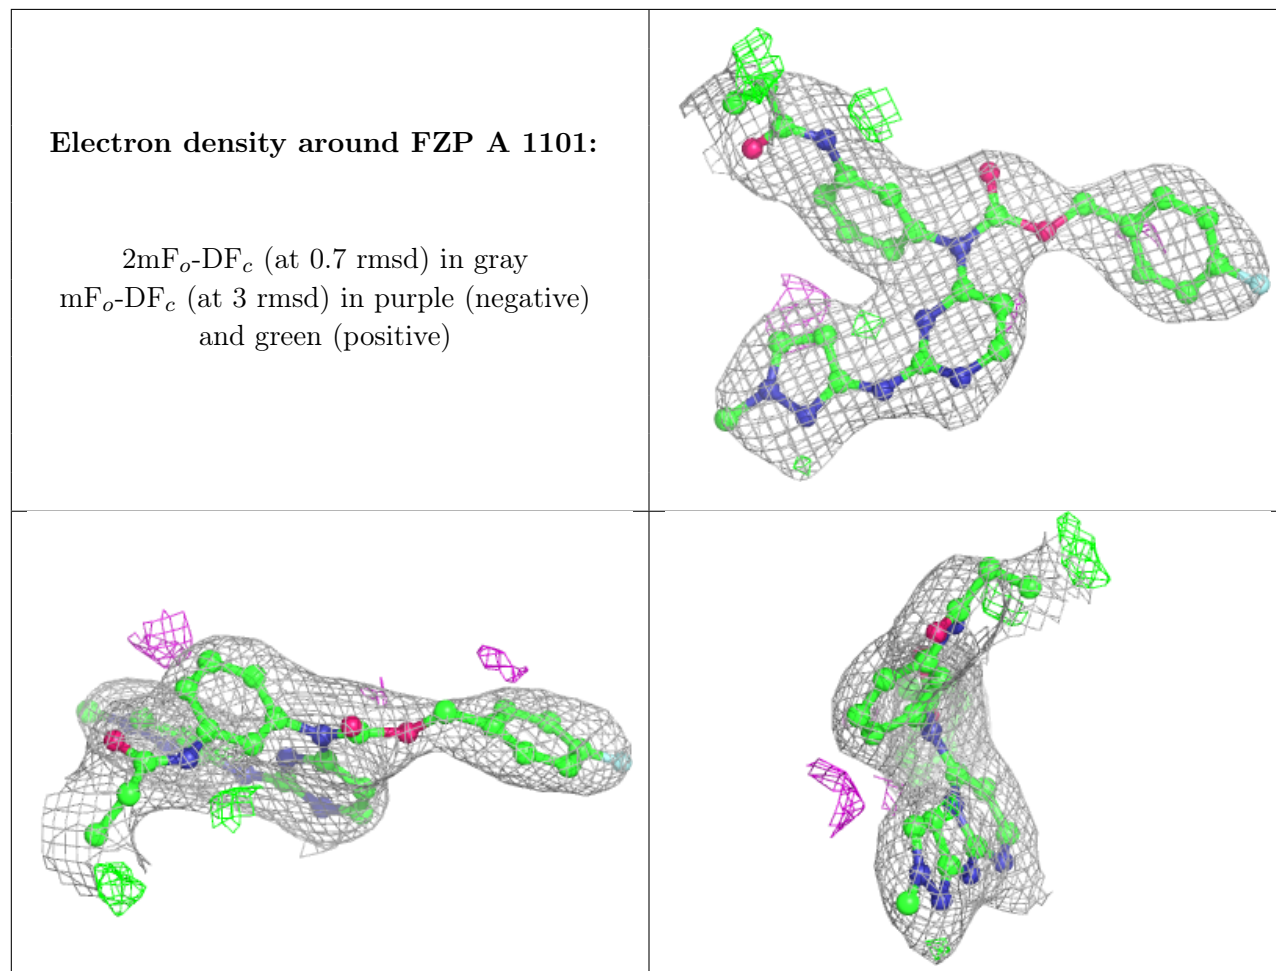 Electron density around FZP A 1101:
2mFo-DFc (at 0.7 rmsd) in gray
mFo-DFc (at 3 rmsd) in purple (negative)
and green (positive)